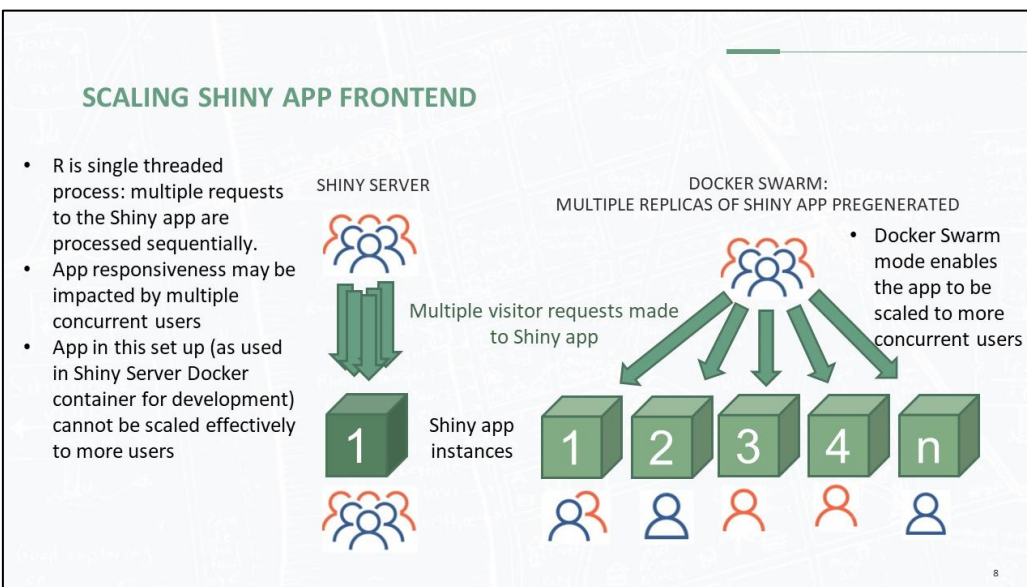 SCALING SHINY APP FRONTEND
• R is single threaded
process: multiple requests
to the Shiny app are
processed sequentially.
• App responsiveness may be
impacted by multiple
concurrent users
• App in this set up (as used
in Shiny Server Docker
container for development)
cannot be scaled effectively
to more users
SHINY SERVER
Multiple visitor requests made
to Shiny app
1
Shiny app
instances
DOCKER SWARM:
MULTIPLE REPLICAS OF SHINY APP PREGENERATED
• Docker Swarm
mode enables
the app to be
scaled to more
concurrent users
1 2 3 4 n
8